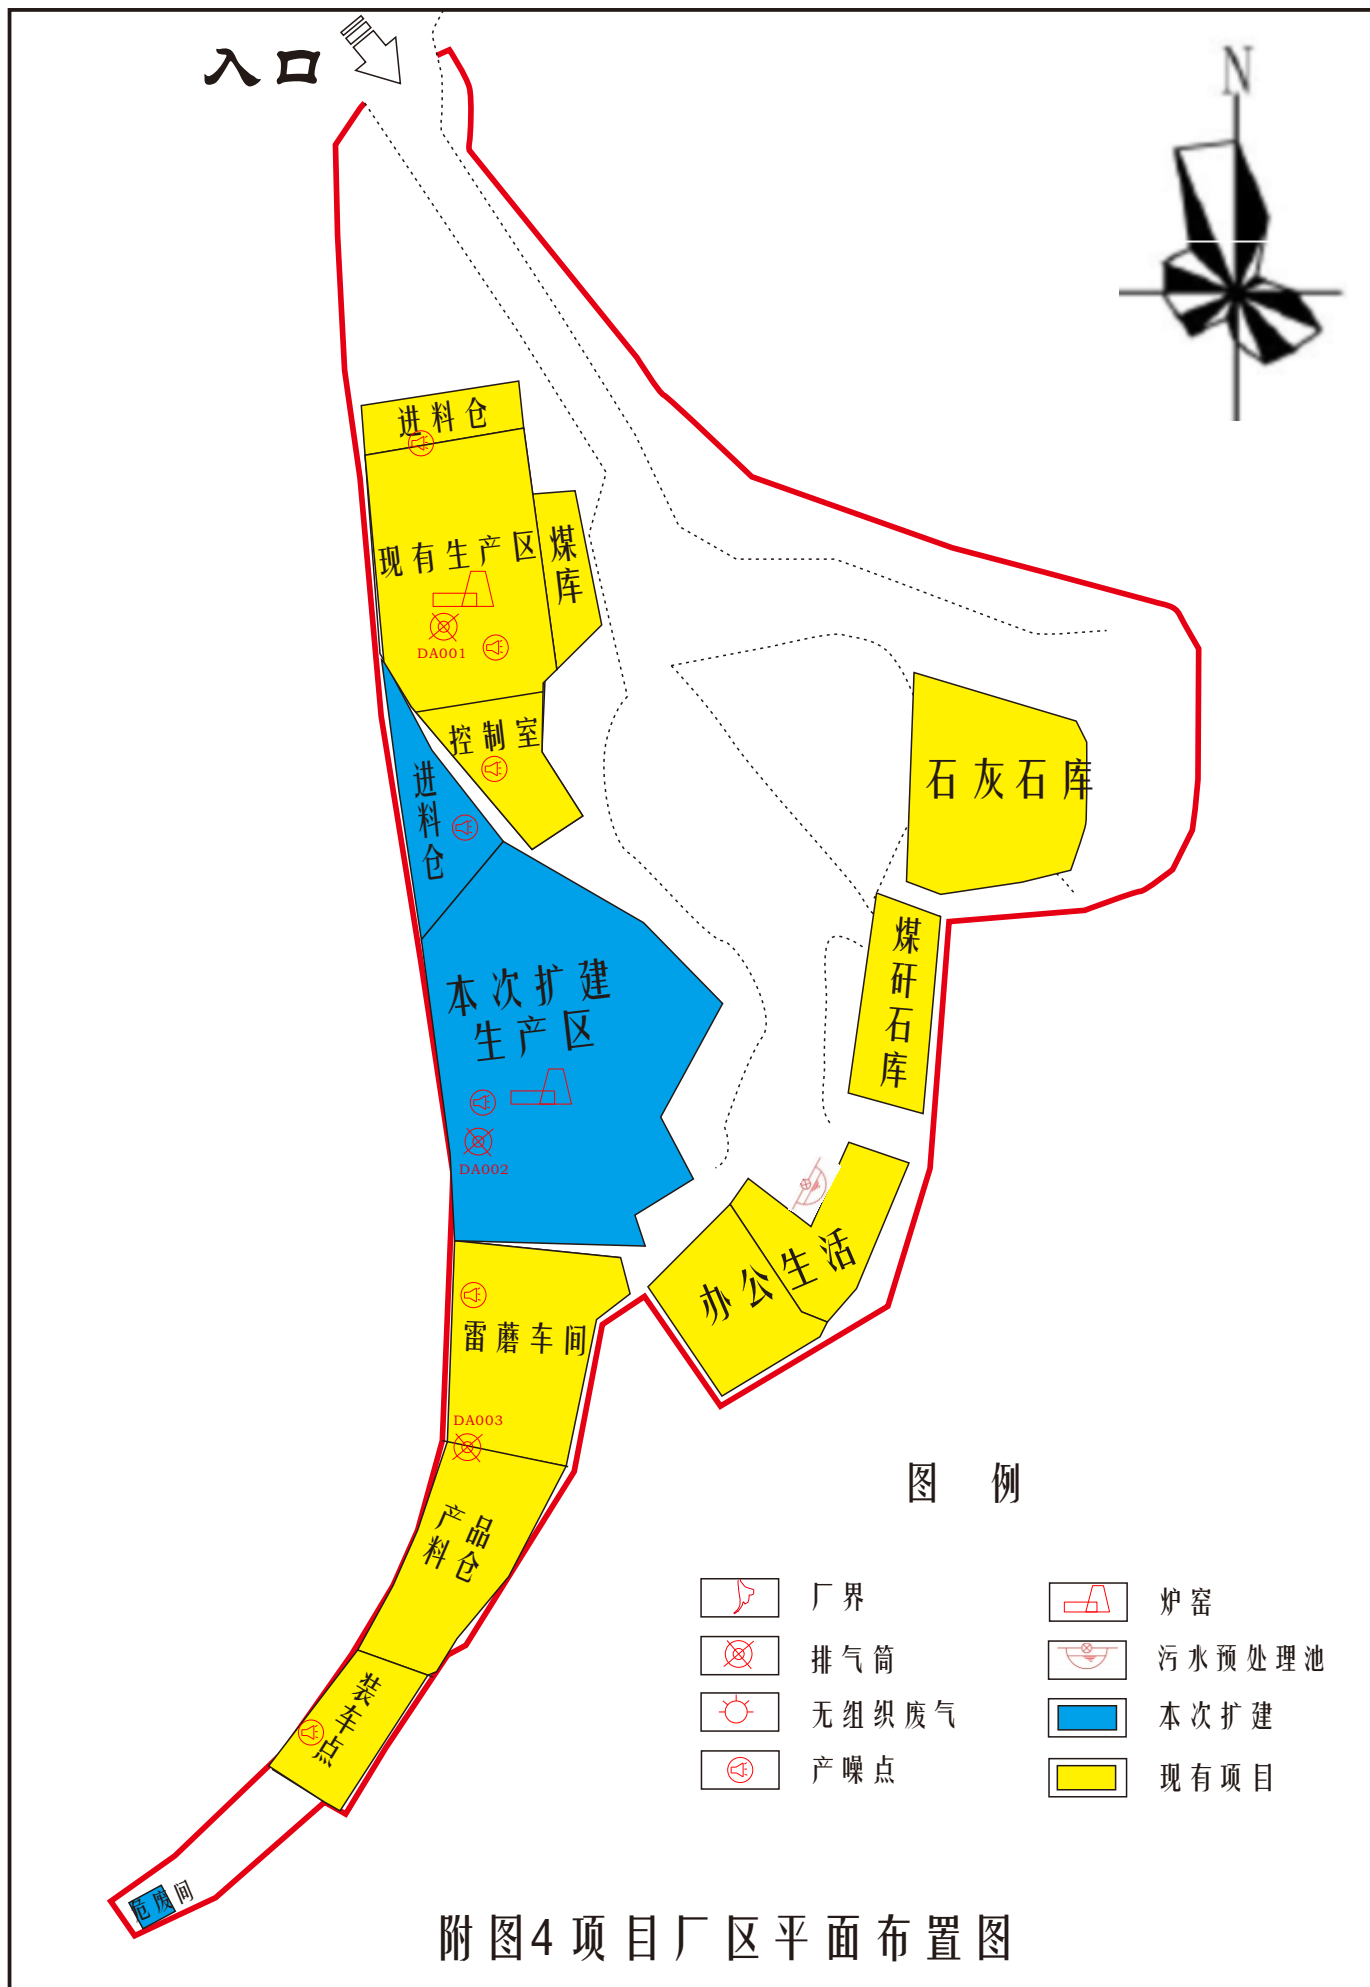 入口
N
进料仓
现有生产区
煤库
DA001
控制室
进料仓
石灰石库
煤矸石库
本次扩建
生产区
DA002
办公生活
雷蘑车间
DA003
产品
料仓
装车点
危废间
图 例
厂界
炉窑
排气筒
污水预处理池
无组织废气
本次扩建
产噪点
现有项目
附图4 项目厂区平面布置图